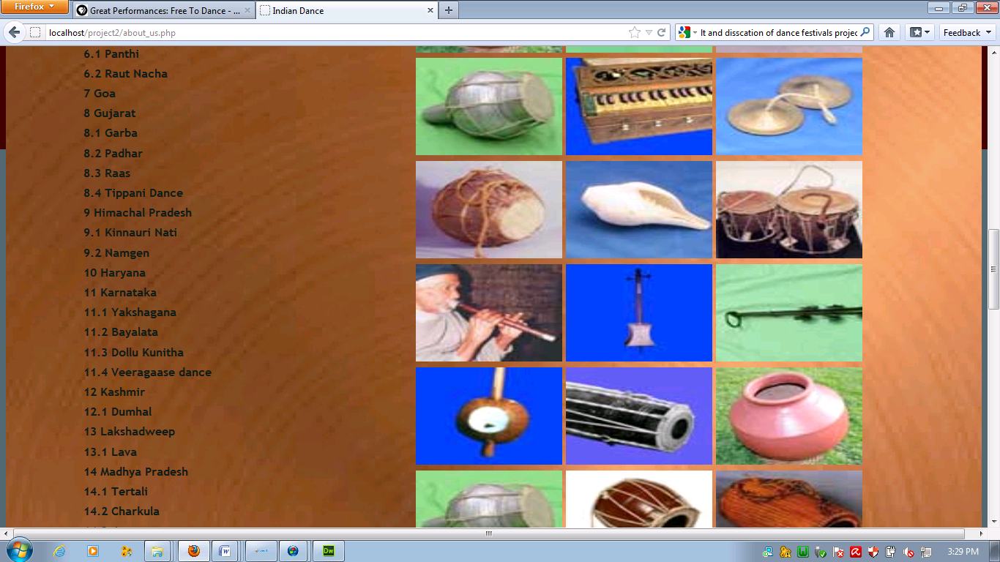 Firefox
Great Performances: Free To Dance - ...
Indian Dance
localhost/project2/about_us.php
It and disscation of dance festivals projec
Feedback
6.1 Panthi
6.2 Raut Nacha
7 Goa
8 Gujarat
8.1 Garba
8.2 Padhar
8.3 Raas
8.4 Tippani Dance
9 Himachal Pradesh
9.1 Kinnauri Nati
9.2 Namgen
10 Haryana
11 Karnataka
11.1 Yakshagana
11.2 Bayalata
11.3 Dollu Kunitha
11.4 Veeragaase dance
12 Kashmir
12.1 Dumhal
13 Lakshadweep
13.1 Lava
14 Madhya Pradesh
14.1 Tertali
14.2 Charkula
Dw
3:29 PM